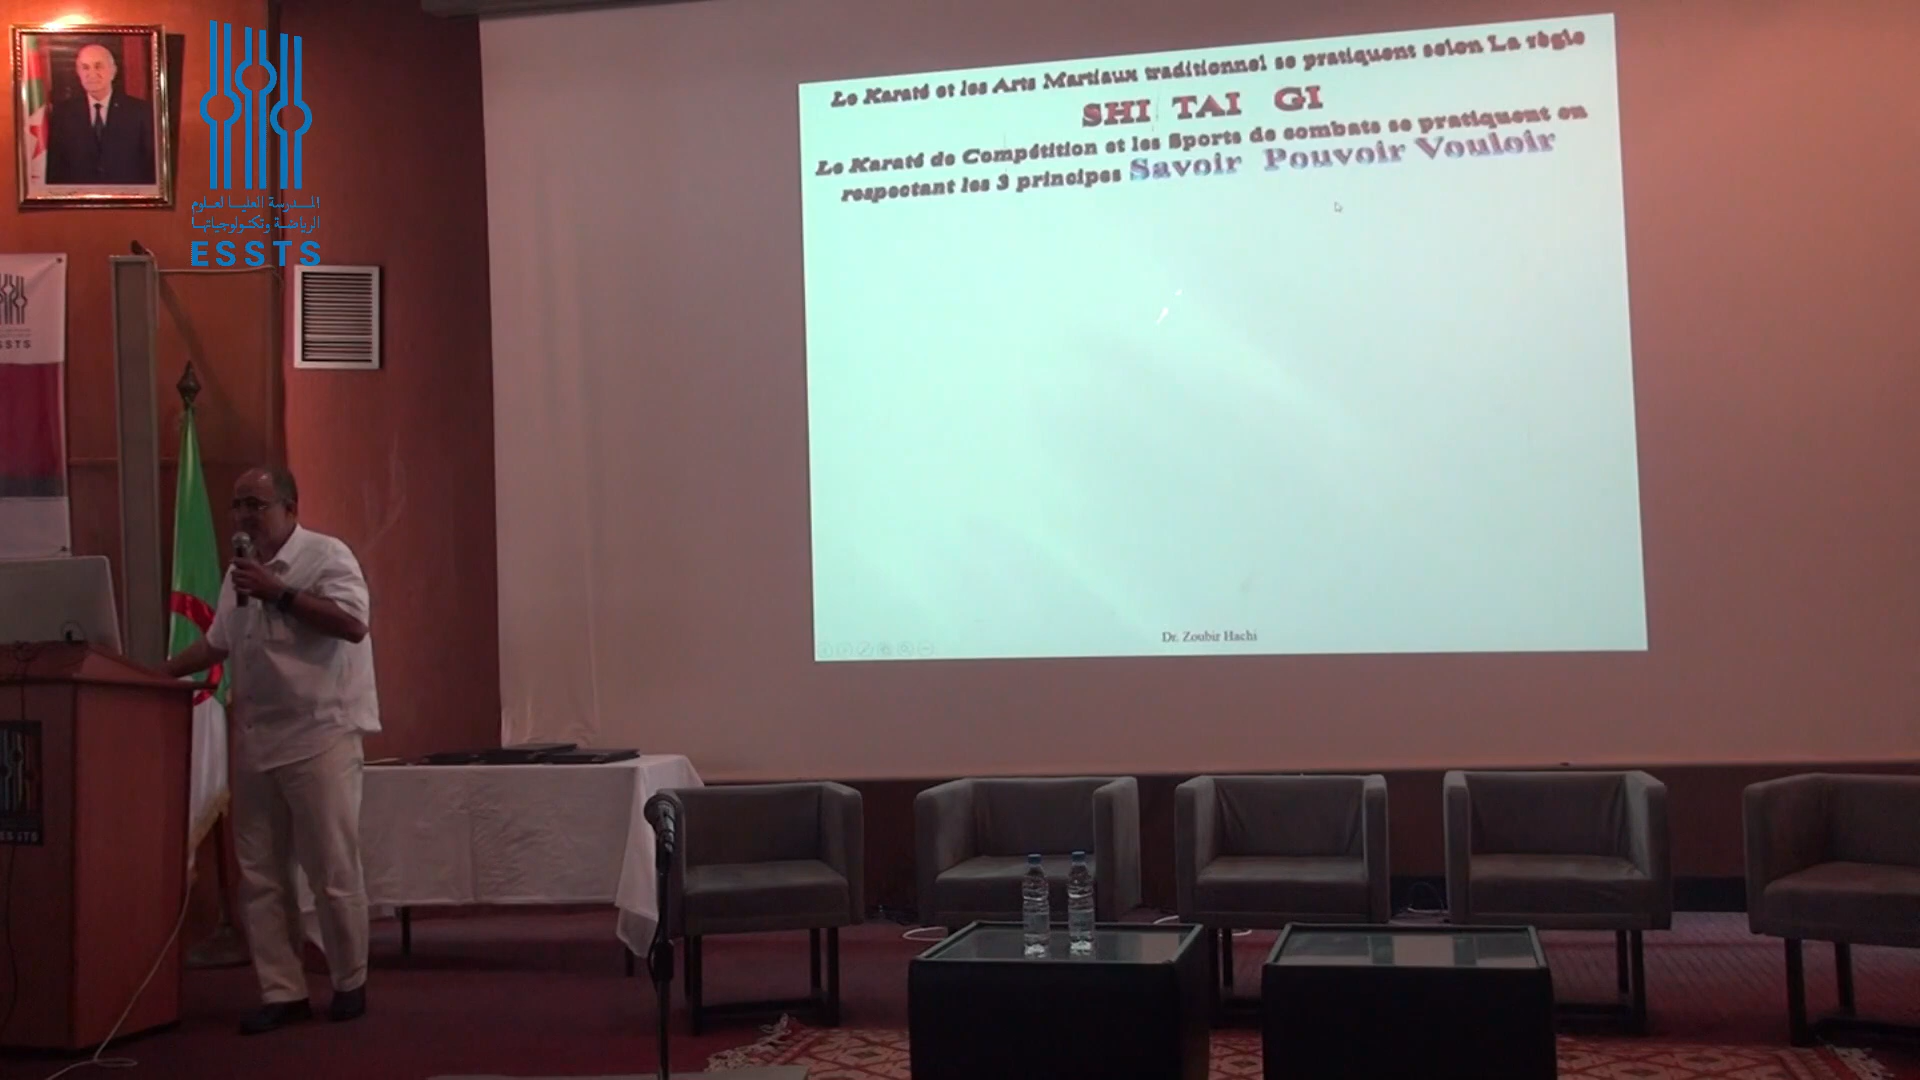 المدرسة العليا لعلوم
الرياضة وتكنولوجياتها
ESSTS
Le Karaté et les Arts Martiaux traditionnel se pratiquent selon La règle
SHI TAI GI
Le Karaté de Compétition et les Sports de combats se pratiquent en
respectant les 3 principes Savoir Pouvoir Vouloir
Dr. Zoubir Hachi
ESSTS